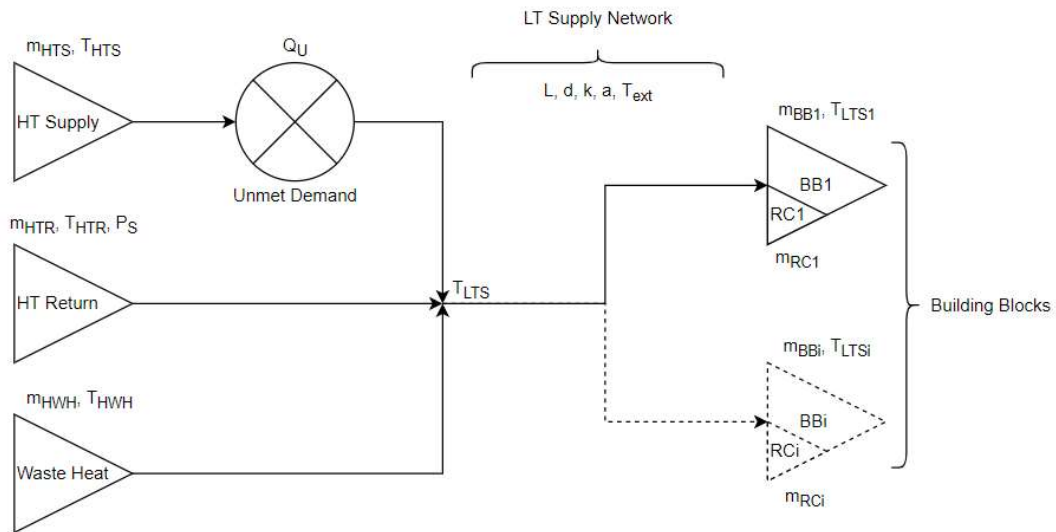 LT Supply Network
mHTS, THTS
QU
L, d, k, a, Text
HT Supply
mBB1, TLTS1
BB1
Unmet Demand
RC1
mHTR, THTR, PS
mRC1
TLTS
HT Return
Building Blocks
mBBi, TLTSi
mHWH, THWH
BBi
RCi
Waste Heat
mRCi